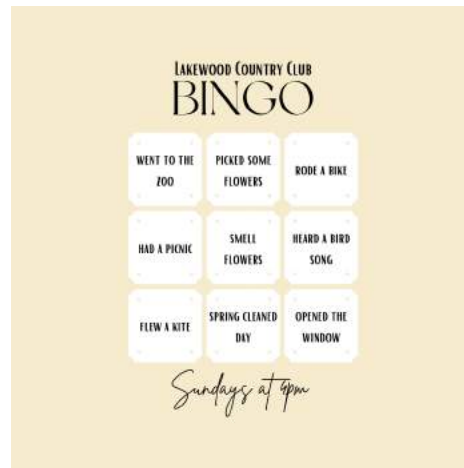 Lakewood Country Club
BINGO
WENT TO THE
ZOO
PICKED SOME
FLOWERS
RODE A BIKE
HAD A PICNIC
SMELL
FLOWERS
HEARD A BIRD
SONG
FLEW A KITE
SPRING CLEANED
DAY
OPENED THE
WINDOW
Sundays at 4pm